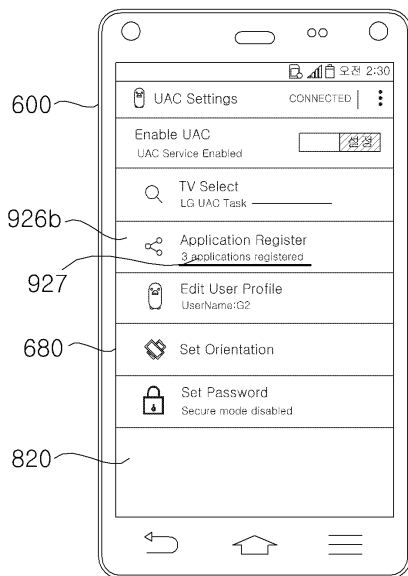 오전 2:30
600
UAC Settings CONNECTED
Enable UAC
UAC Service Enabled
TV Select
LG UAC Task
926b
Application Register
3 applications registered
927
Edit User Profile
UserName:G2
680
Set Orientation
Set Password
Secure mode disabled
820